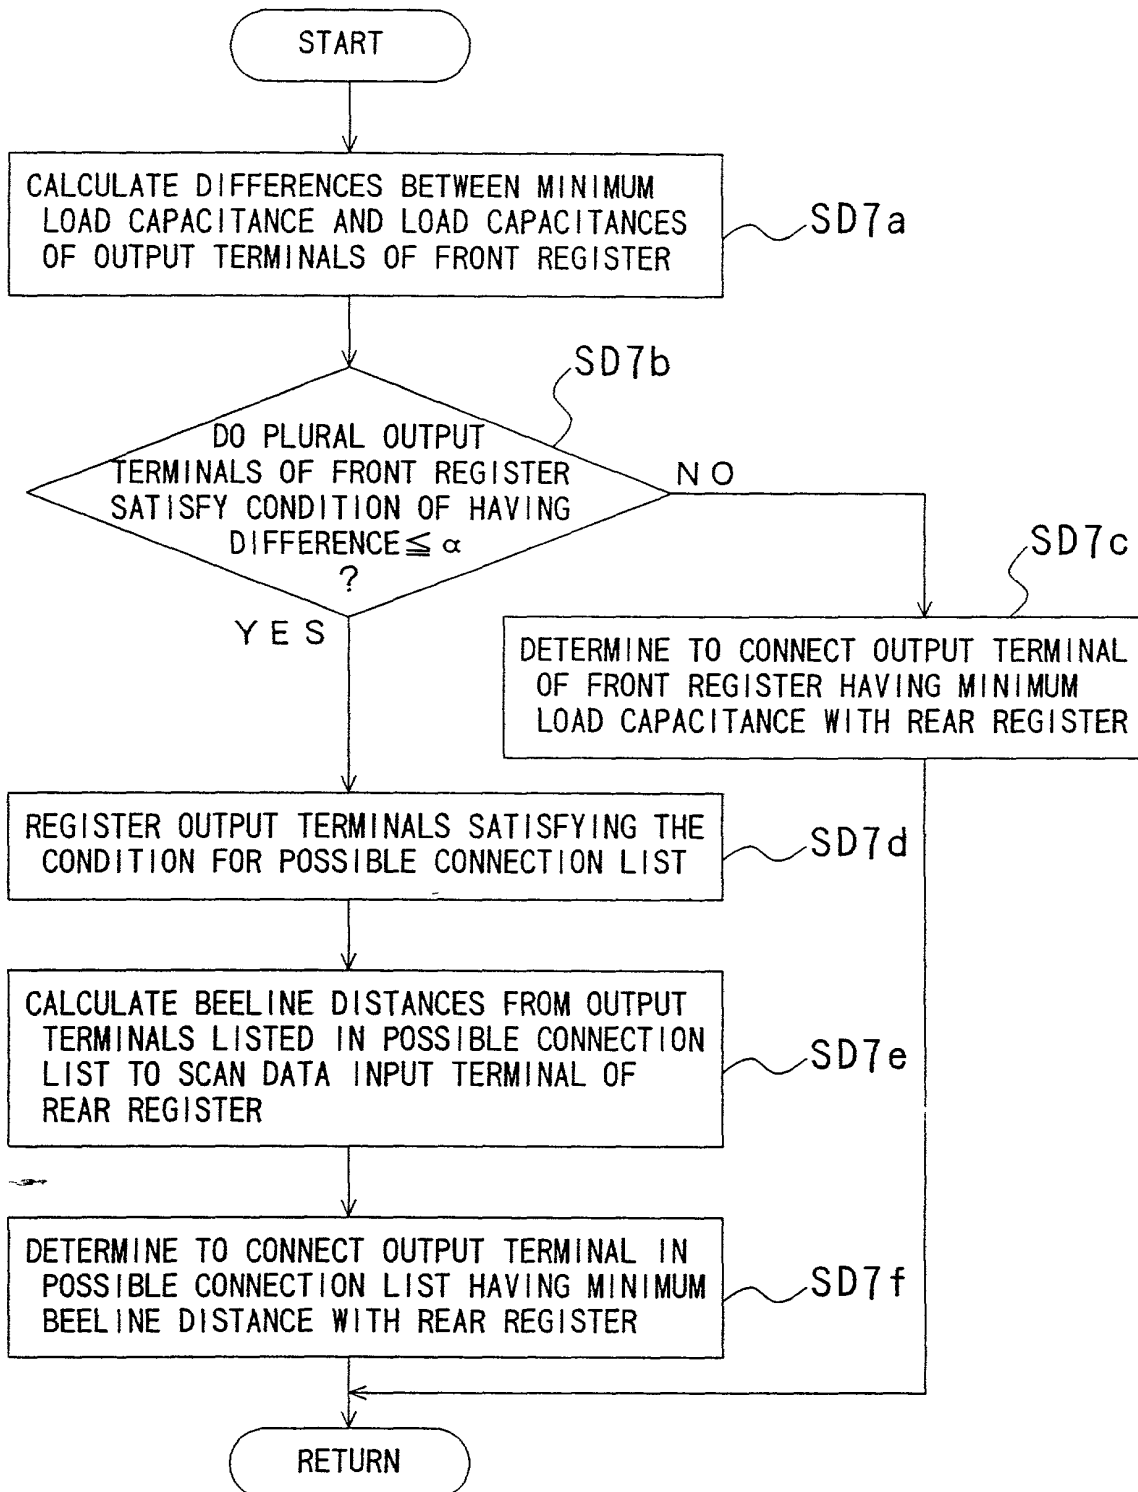 START
CALCULATE DIFFERENCES BETWEEN MINIMUM
LOAD CAPACITANCE AND LOAD CAPACITANCES
OF OUTPUT TERMINALS OF FRONT REGISTER
SD7a
SD7b
DO PLURAL OUTPUT
TERMINALS OF FRONT REGISTER
SATISFY CONDITION OF HAVING
DIFFERENCE≦ α
?
NO
YES
SD7c
DETERMINE TO CONNECT OUTPUT TERMINAL
OF FRONT REGISTER HAVING MINIMUM
LOAD CAPACITANCE WITH REAR REGISTER
REGISTER OUTPUT TERMINALS SATISFYING THE
CONDITION FOR POSSIBLE CONNECTION LIST
SD7d
CALCULATE BEELINE DISTANCES FROM OUTPUT
TERMINALS LISTED IN POSSIBLE CONNECTION
LIST TO SCAN DATA INPUT TERMINAL OF
REAR REGISTER
SD7e
DETERMINE TO CONNECT OUTPUT TERMINAL IN
POSSIBLE CONNECTION LIST HAVING MINIMUM
BEELINE DISTANCE WITH REAR REGISTER
SD7f
RETURN